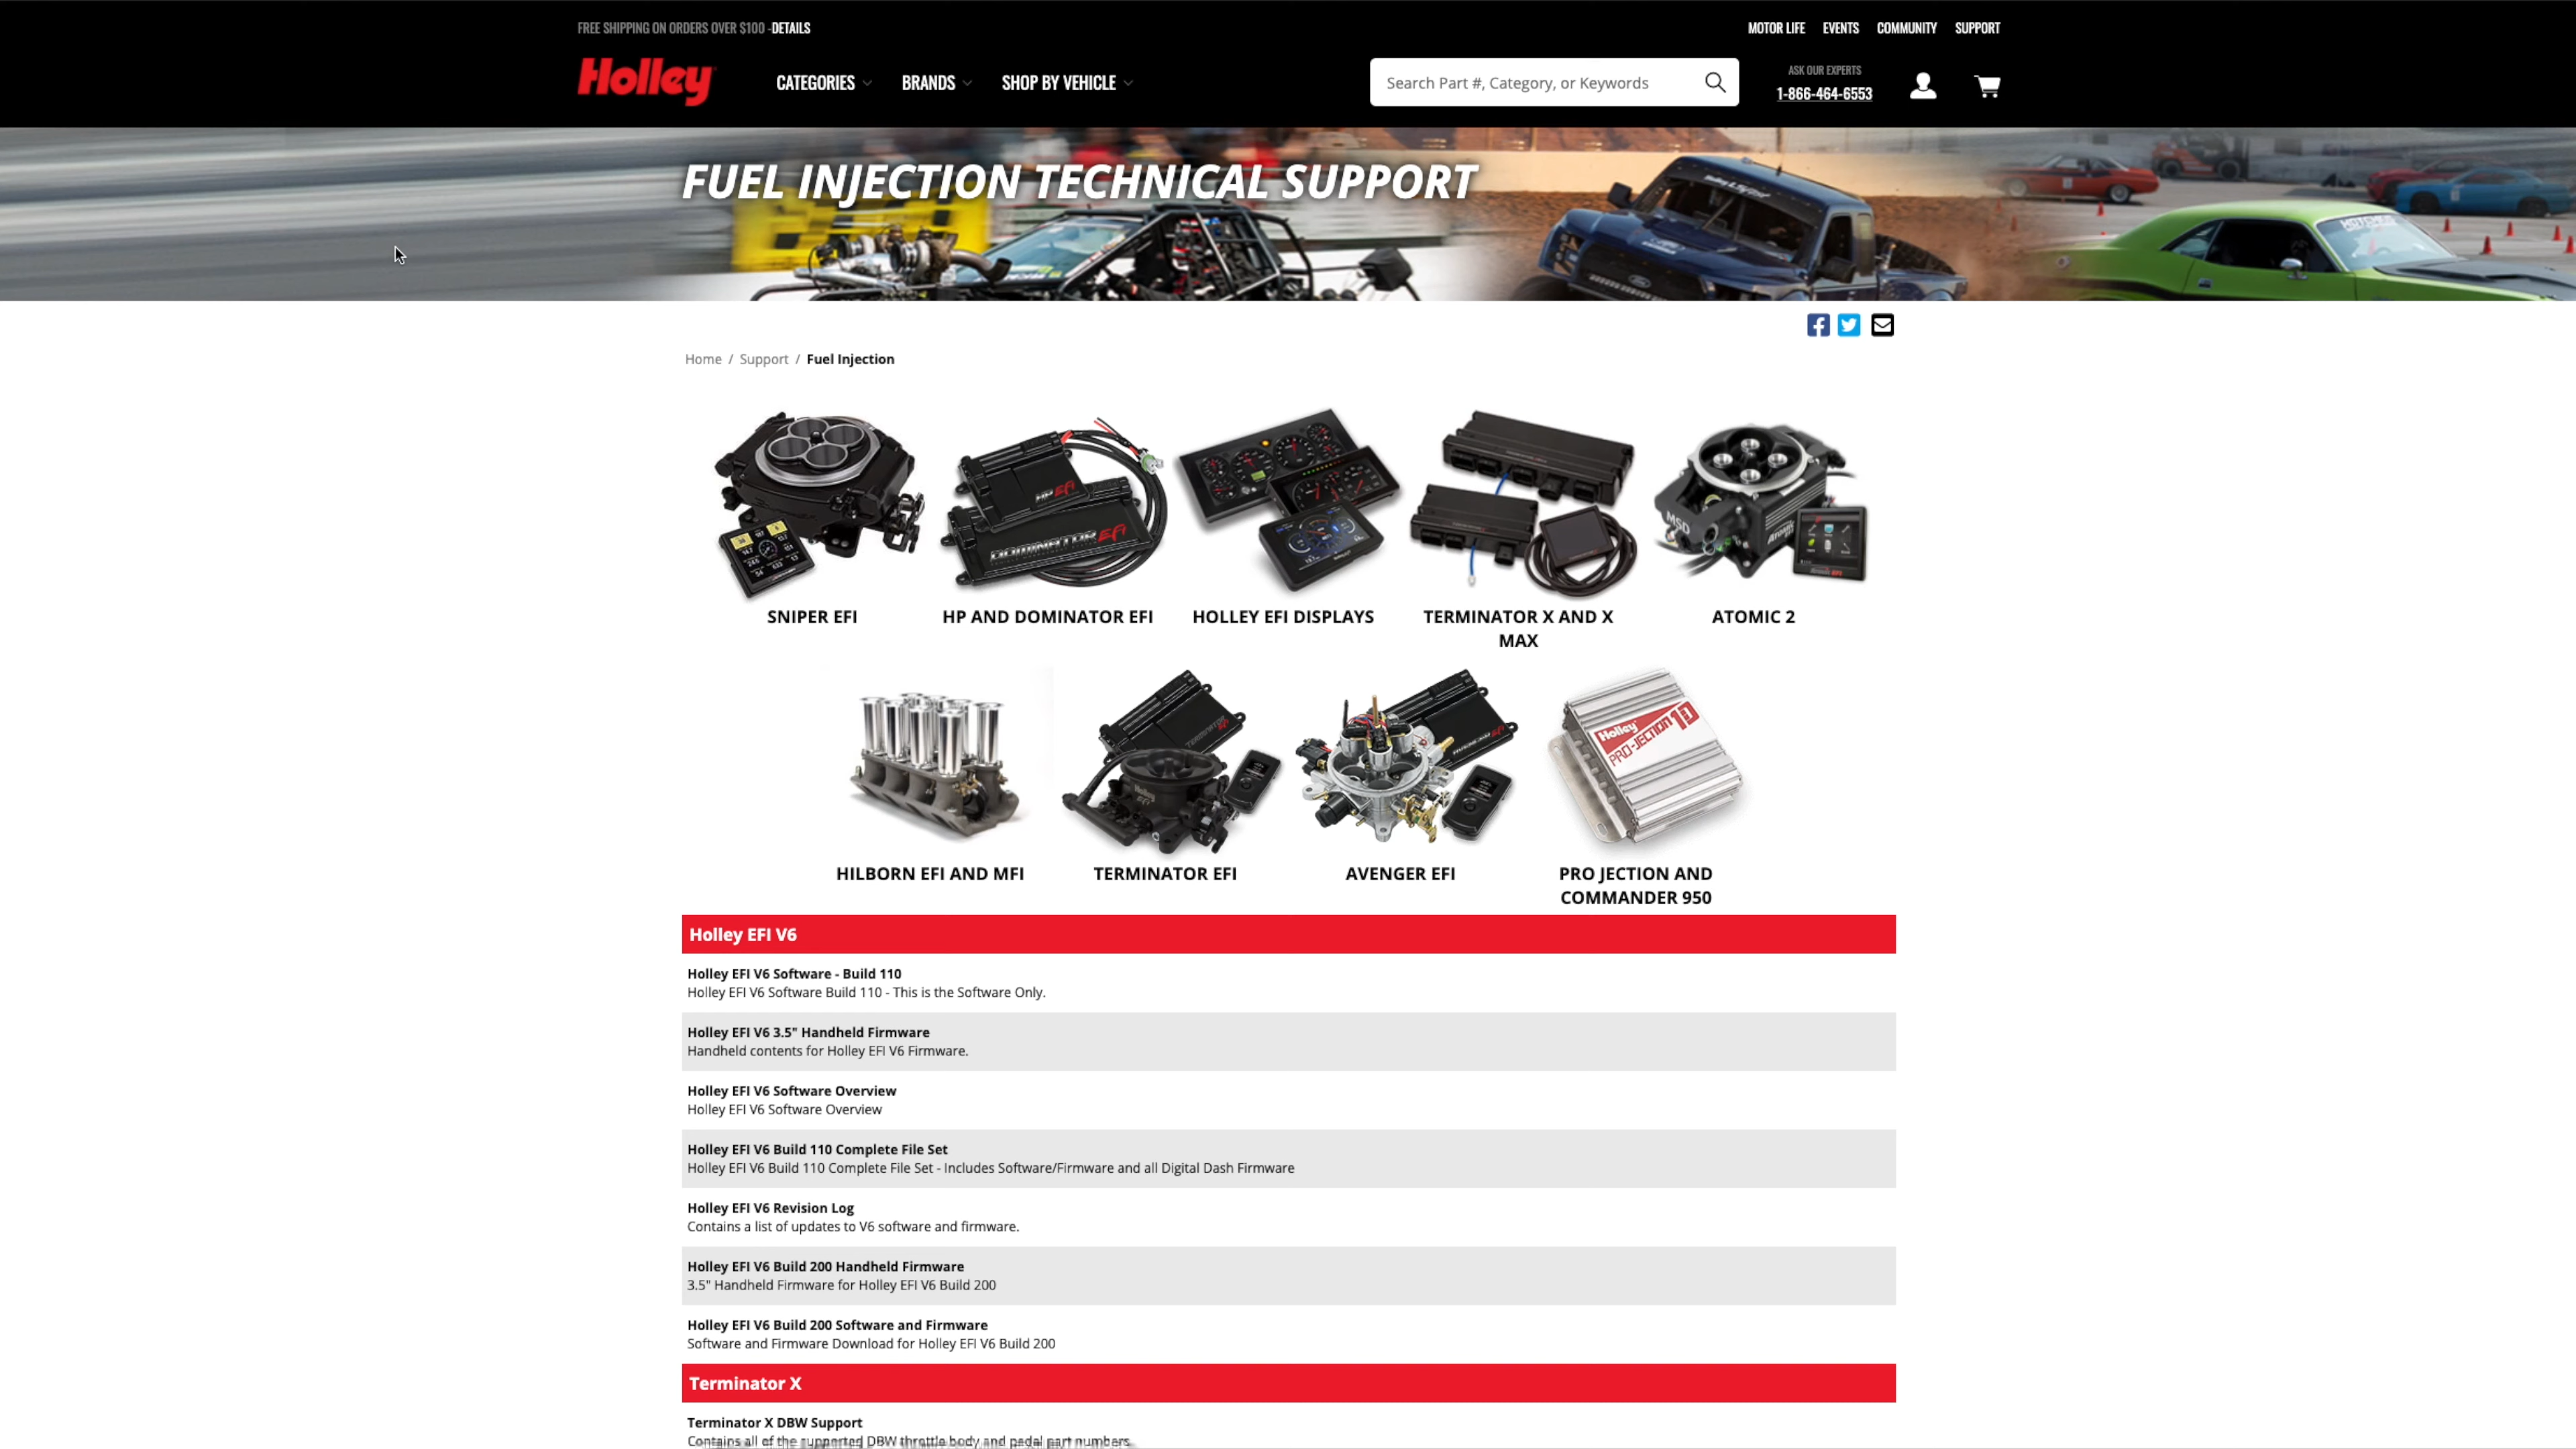 FREE SHIPPING ON ORDERS OVER $100 -DETAILS
MOTOR LIFE EVENTS COMMUNITY SUPPORT
Holley
CATEGORIES BRANDS SHOP BY VEHICLE
Search Part #, Category, or Keywords
ASK OUR EXPERTS
1-866-464-6553
FUEL INJECTION TECHNICAL SUPPORT
Home / Support / Fuel Injection
HP EFI
DOMINATOR EFI
MSD
Atomic
SNIPER EFI
HP AND DOMINATOR EFI
HOLLEY EFI DISPLAYS
TERMINATOR X AND X
MAX
ATOMIC 2
Holley
PRO-JECTION
HILBORN EFI AND MFI
TERMINATOR EFI
AVENGER EFI
PRO JECTION AND
COMMANDER 950
Holley EFI V6
Holley EFI V6 Software - Build 110
Holley EFI V6 Software Build 110 - This is the Software Only.
Holley EFI V6 3.5" Handheld Firmware
Handheld contents for Holley EFI V6 Firmware.
Holley EFI V6 Software Overview
Holley EFI V6 Software Overview
Holley EFI V6 Build 110 Complete File Set
Holley EFI V6 Build 110 Complete File Set - Includes Software/Firmware and all Digital Dash Firmware
Holley EFI V6 Revision Log
Contains a list of updates to V6 software and firmware.
Holley EFI V6 Build 200 Handheld Firmware
3.5" Handheld Firmware for Holley EFI V6 Build 200
Holley EFI V6 Build 200 Software and Firmware
Software and Firmware Download for Holley EFI V6 Build 200
Terminator X
Terminator X DBW Support
Contains all of the supported DBW throttle body and pedal part numbers